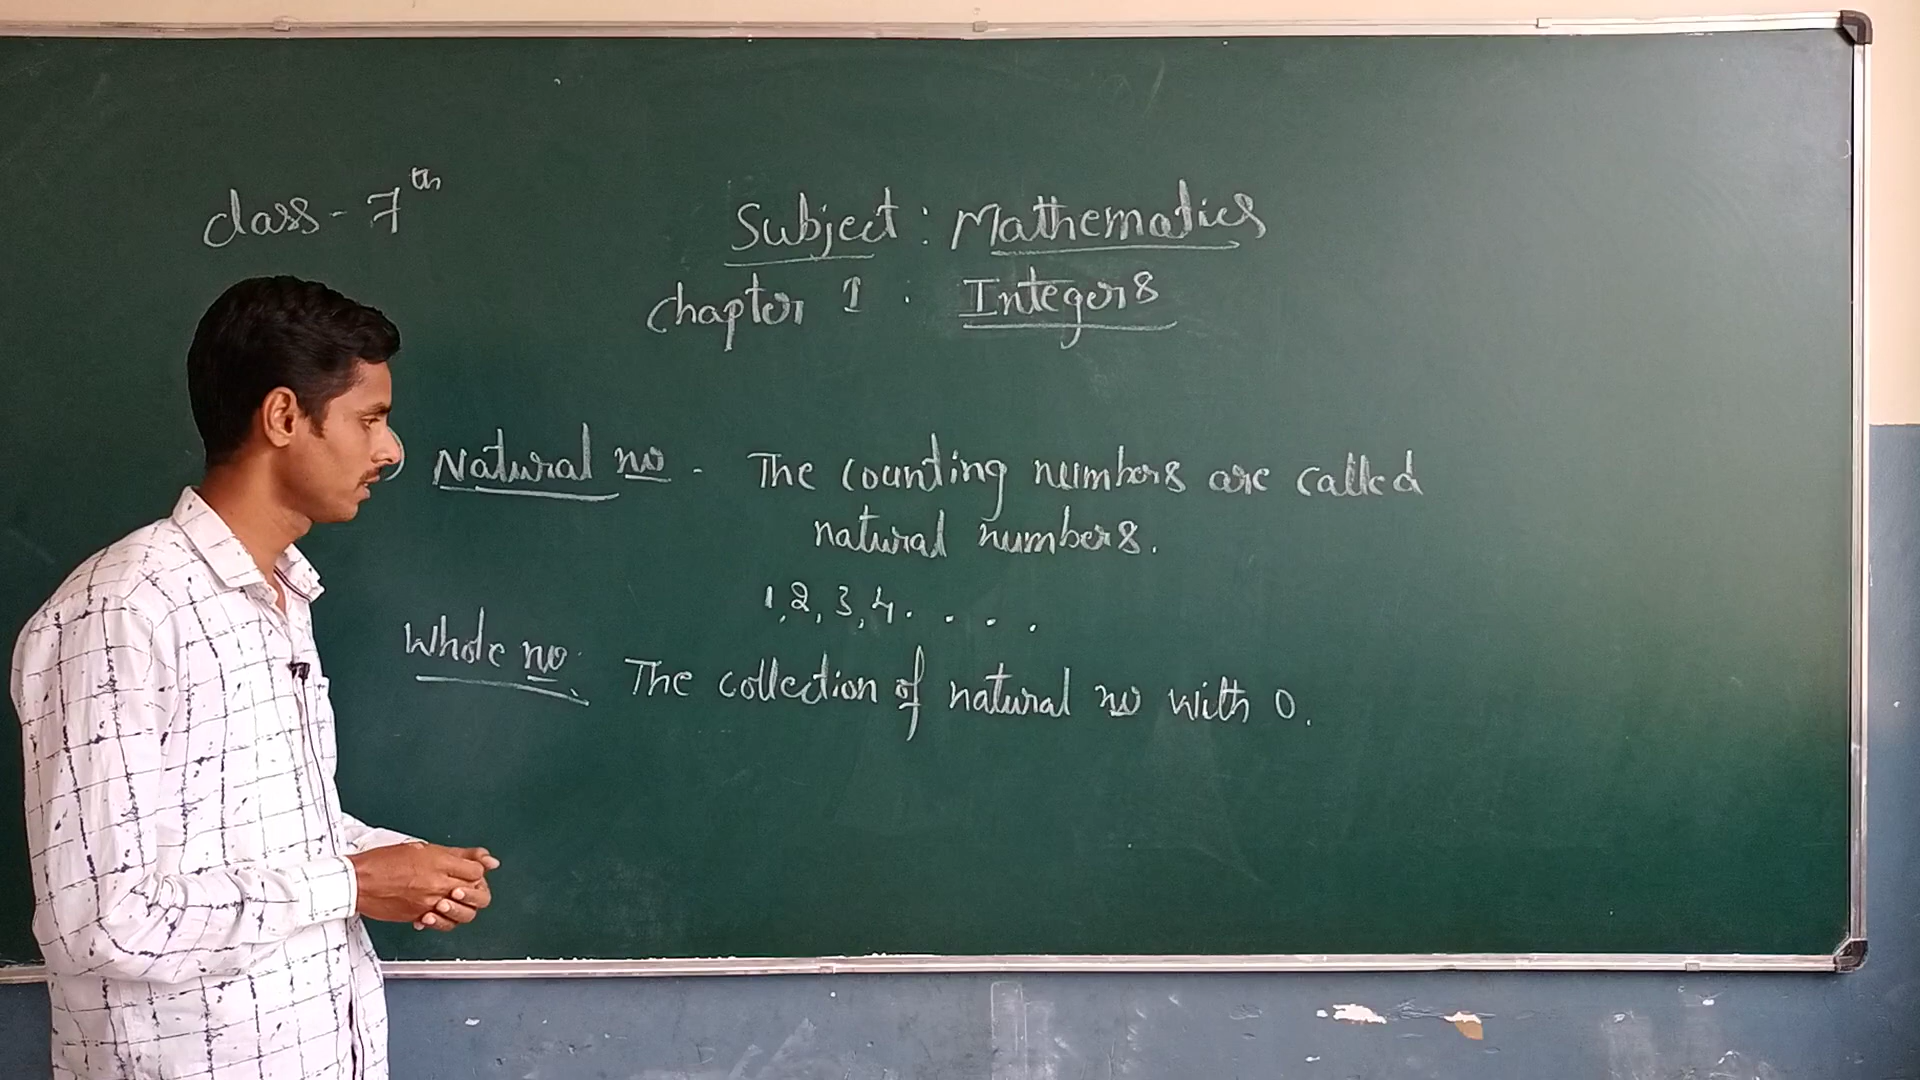 class - 7th
Subject : Mathematics
Chapter 1 . Integers
) Natural no - The counting numbers are called
natural numbers.
1, 2, 3, 4 . . . .
Whole no. The collection of natural no with 0.